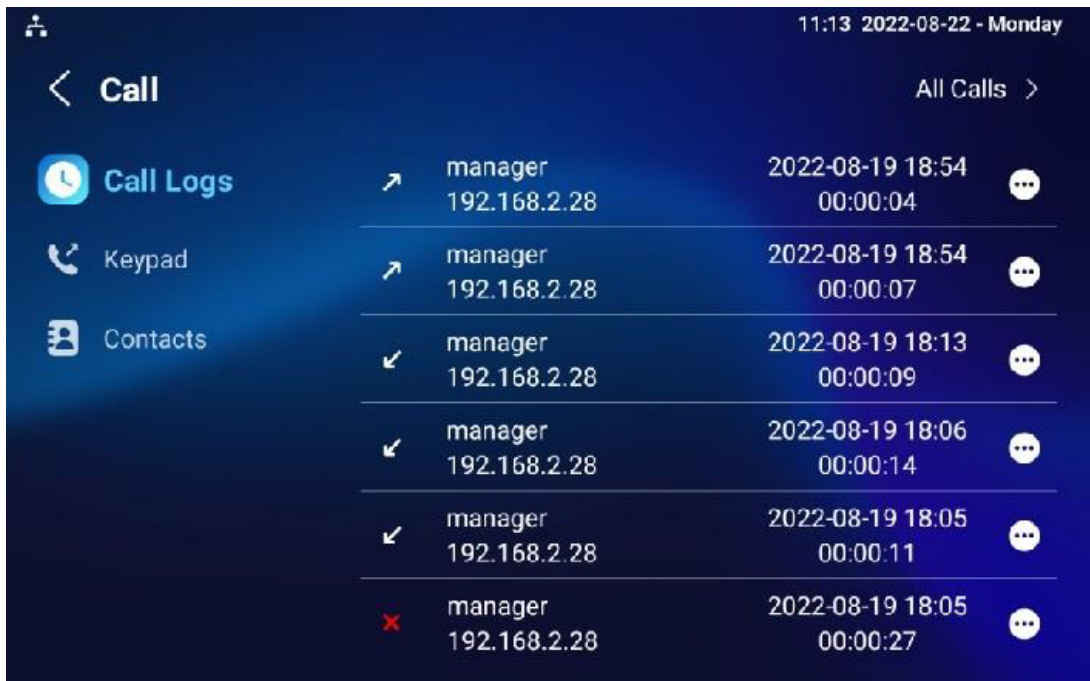 11:13 2022-08-22 - Monday
Call
All Calls
Call Logs
Keypad
Contacts
manager 2022-08-19 18:54
192.168.2.28 00:00:04
manager 2022-08-19 18:54
192.168.2.28 00:00:07
manager 2022-08-19 18:13
192.168.2.28 00:00:09
manager 2022-08-19 18:06
192.168.2.28 00:00:14
manager 2022-08-19 18:05
192.168.2.28 00:00:11
manager 2022-08-19 18:05
192.168.2.28 00:00:27